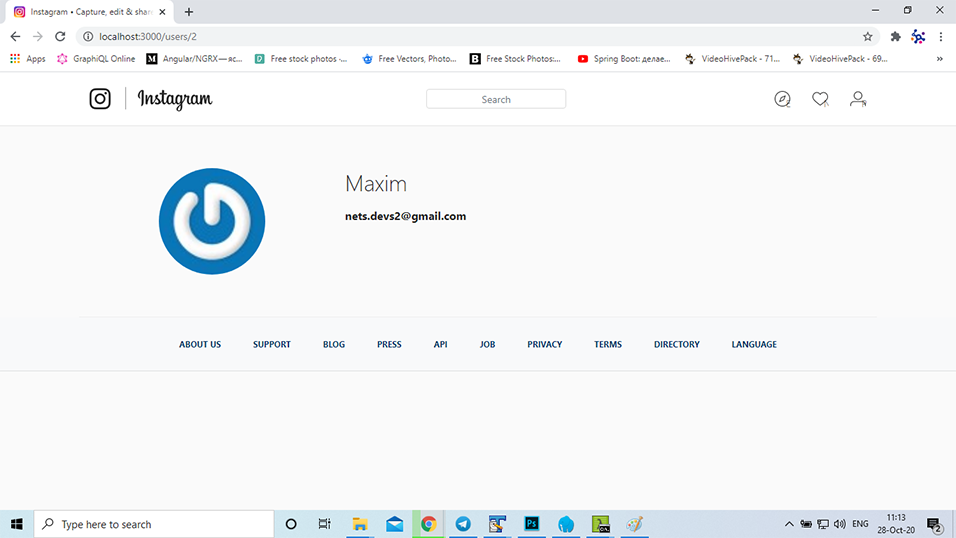 Instagram • Capture, edit & shar
localhost:3000/users/2
Apps GraphiQL Online Angular/NGRX—яс... Free stock photos -... Free Vectors, Photo... Free Stock Photos:... Spring Boot: делае... VideoHivePack - 71... VideoHivePack - 69... »
Instagram Search
Maxim
nets.devs2@gmail.com
ABOUT US SUPPORT BLOG PRESS API JOB PRIVACY TERMS DIRECTORY LANGUAGE
Type here to search
ENG
11:13
28-Oct-20
2